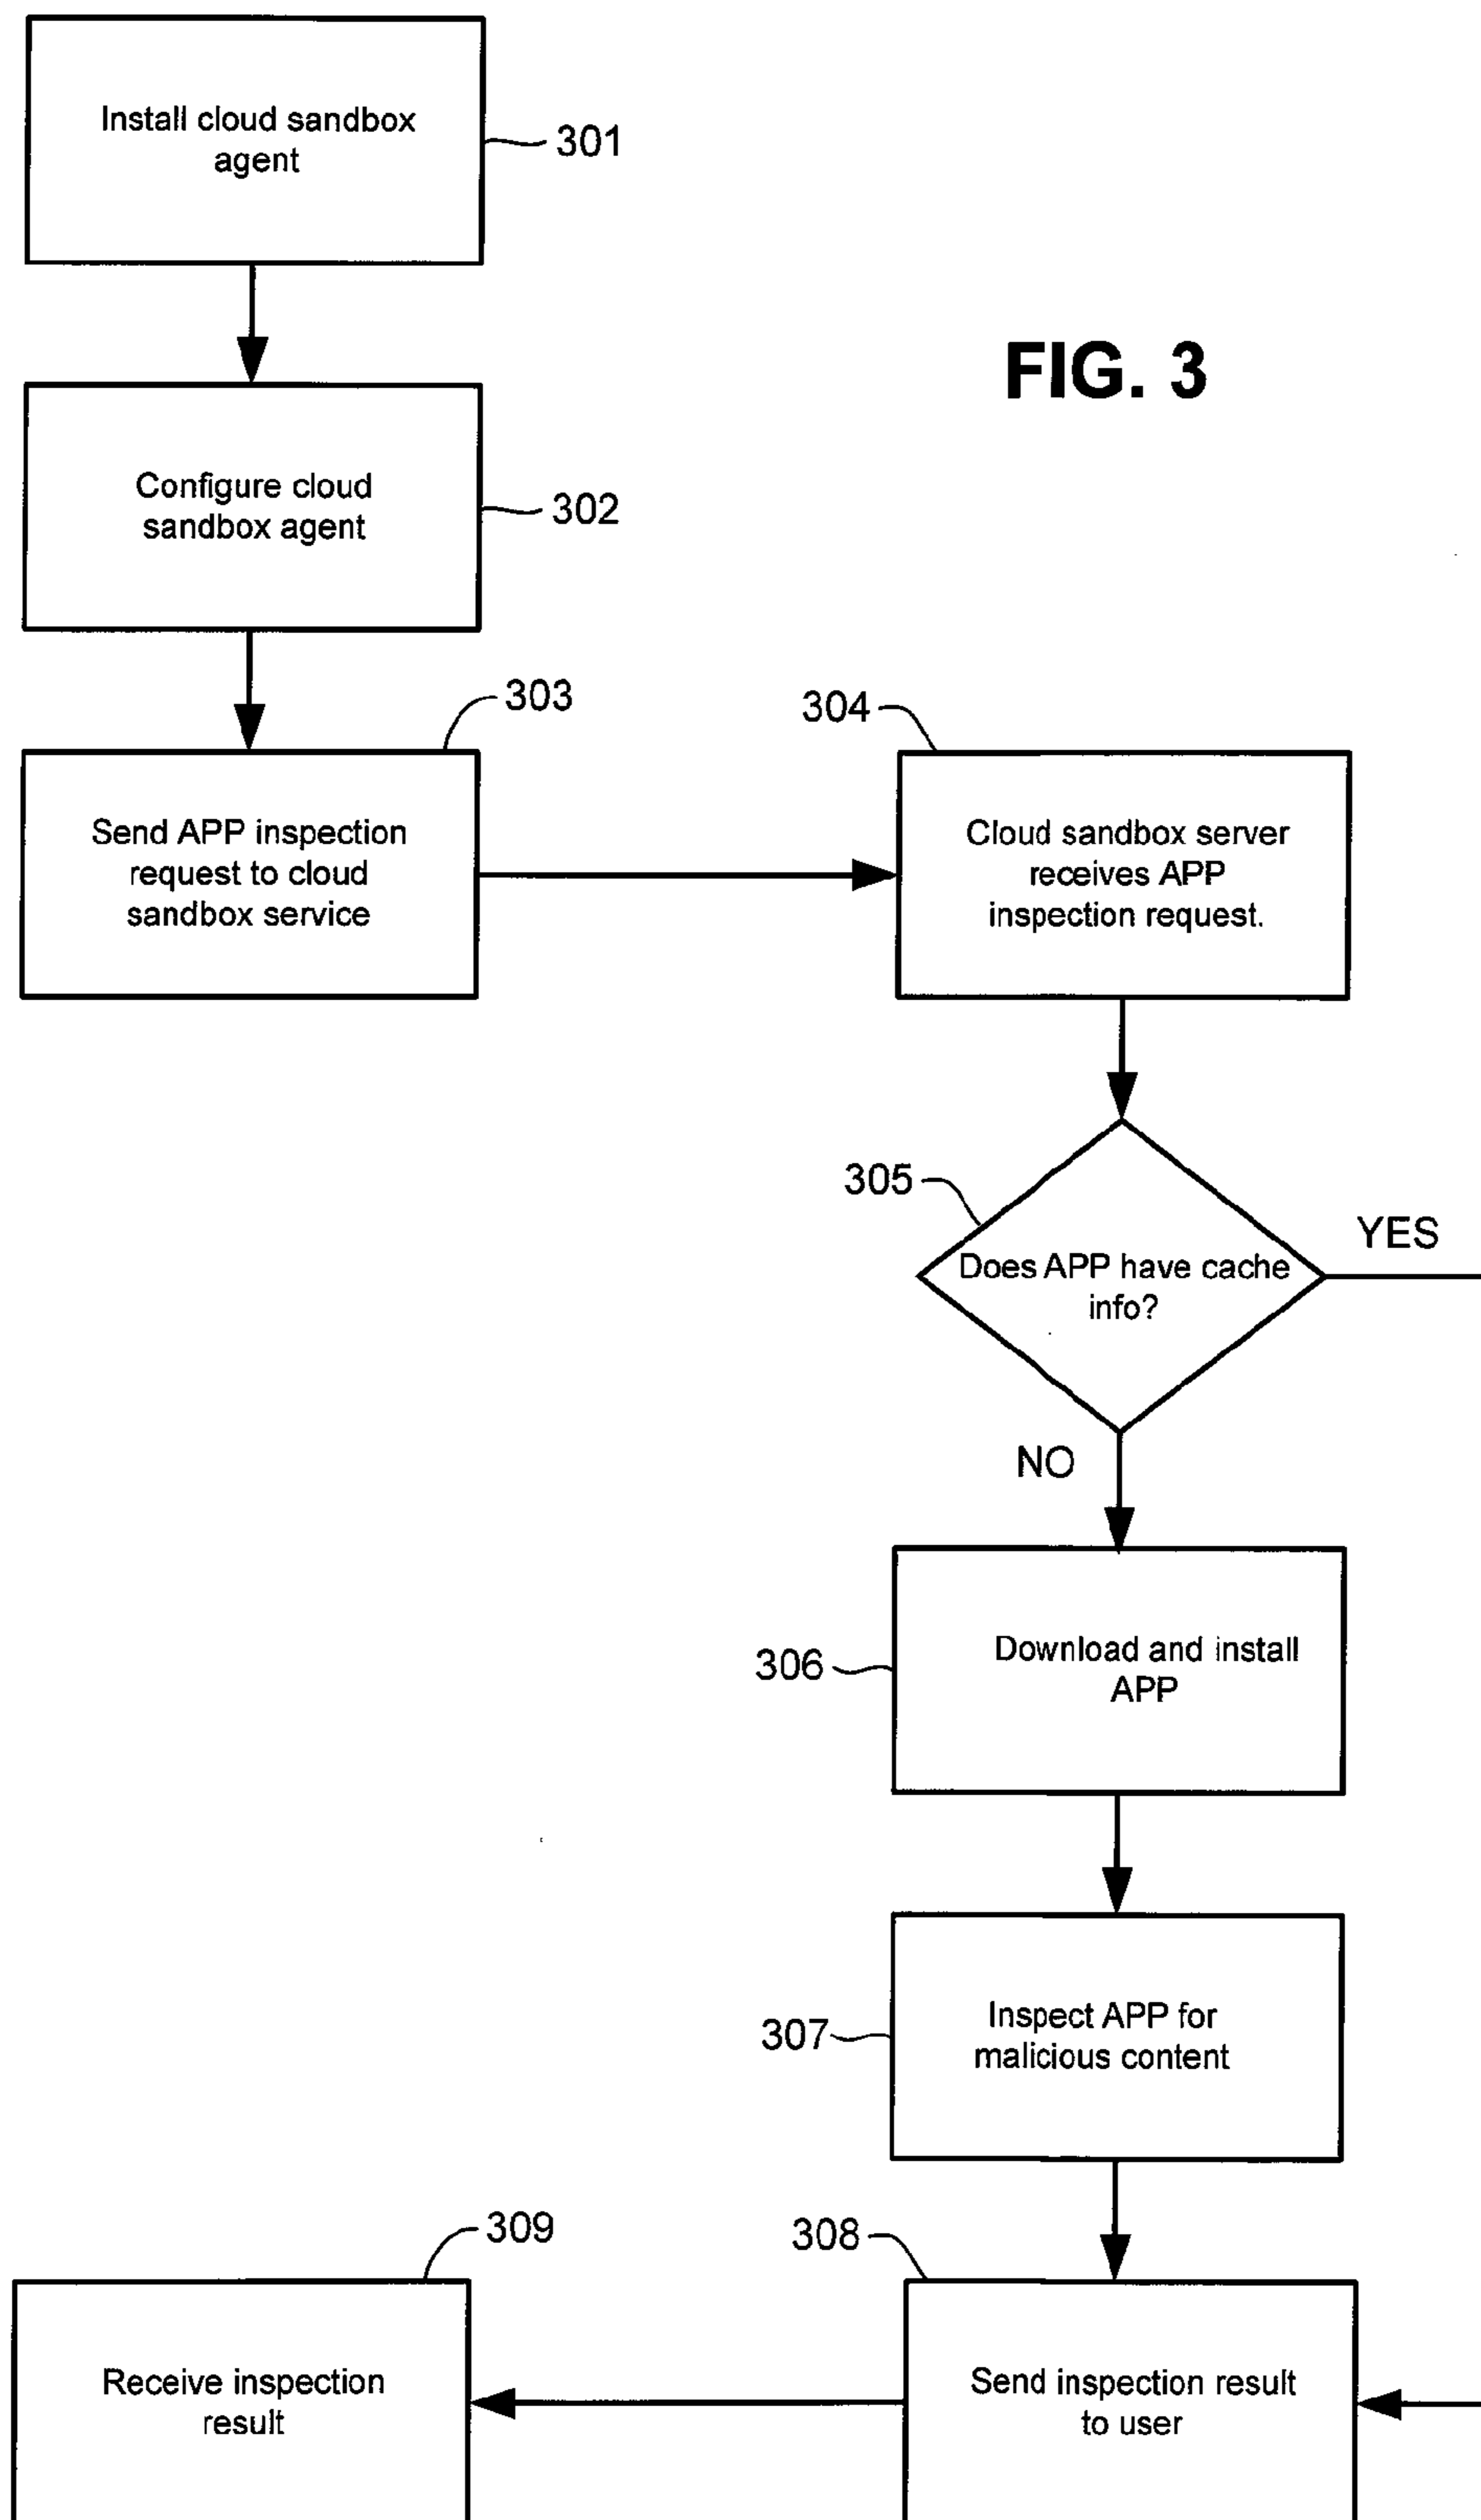 Install cloud sandbox
agent
301
FIG. 3
Configure cloud
sandbox agent
302
303
304
Send APP inspection
request to cloud
sandbox service
Cloud sandbox server
receives APP
inspection request.
305
YES
Does APP have cache
info?
NO
306
Download and install
APP
307
Inspect APP for
malicious content
309
308
Receive inspection
result
Send inspection result
to user